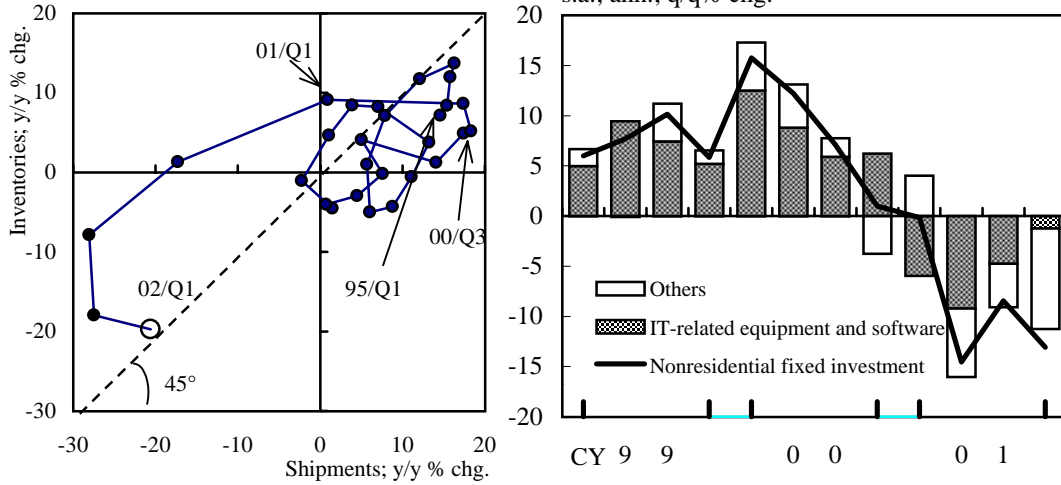 20
10
0
-10
-20
-30
Inventories; y/y % chg.
01/Q1
00/Q3
95/Q1
02/Q1
45°
-30
-20
-10
0
10
20
Shipments; y/y % chg.
s.a., ann., q/q% chg.
20
15
10
5
0
-5
-10
-15
-20
Others
IT-related equipment and software
Nonresidential fixed investment
CY 9 9 0 0 0 1